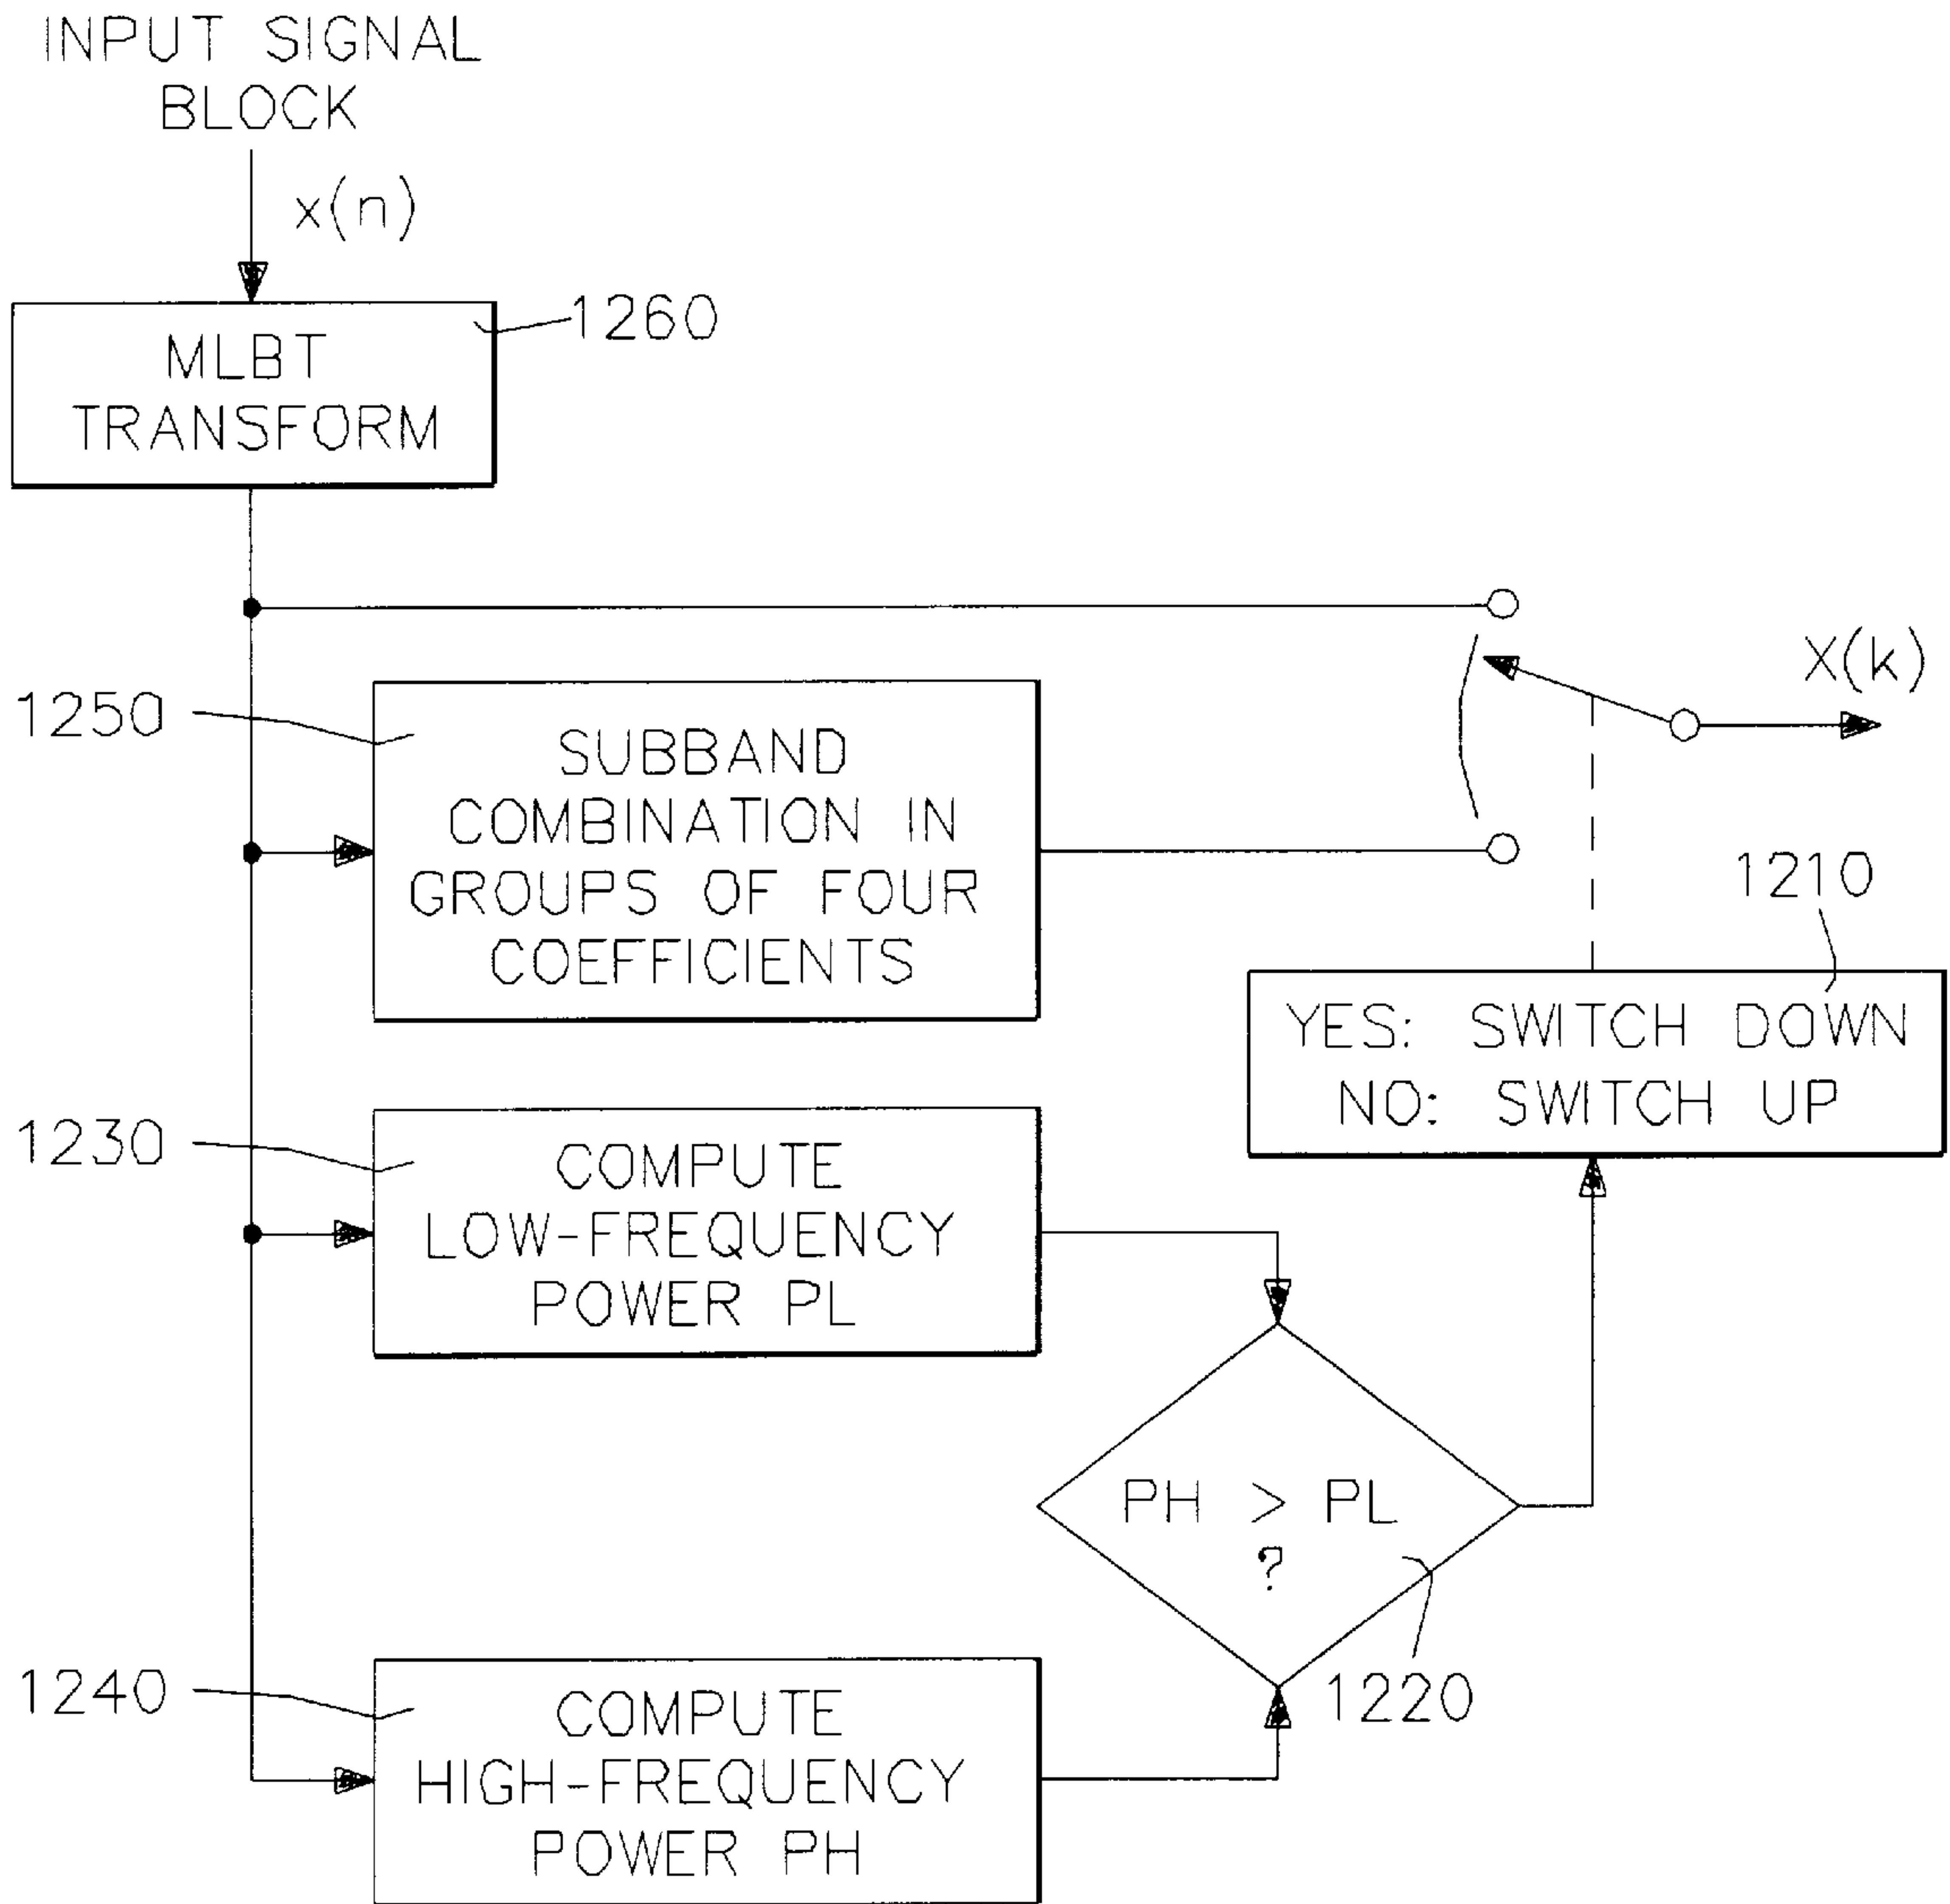 INPUT SIGNAL
BLOCK
x(n)
1260
MLBT
TRANSFORM
X(k)
1250
SUBBAND
COMBINATION IN
GROUPS OF FOUR
COEFFICIENTS
1210
YES: SWITCH DOWN
NO: SWITCH UP
1230
COMPUTE
LOW-FREQUENCY
POWER PL
PH > PL
?
1220
1240
COMPUTE
HIGH-FREQUENCY
POWER PH